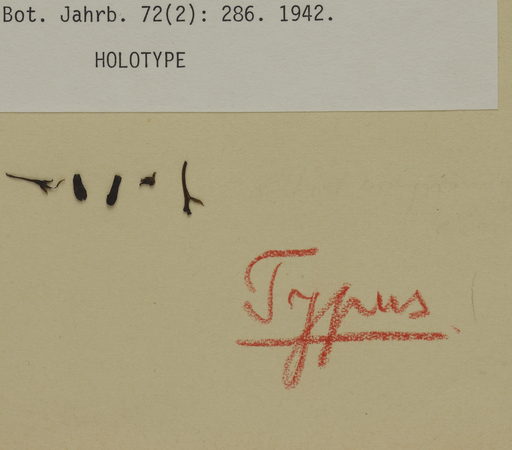 Bot. Jahrb. 72(2): 286. 1942.
HOLOTYPE
Typus